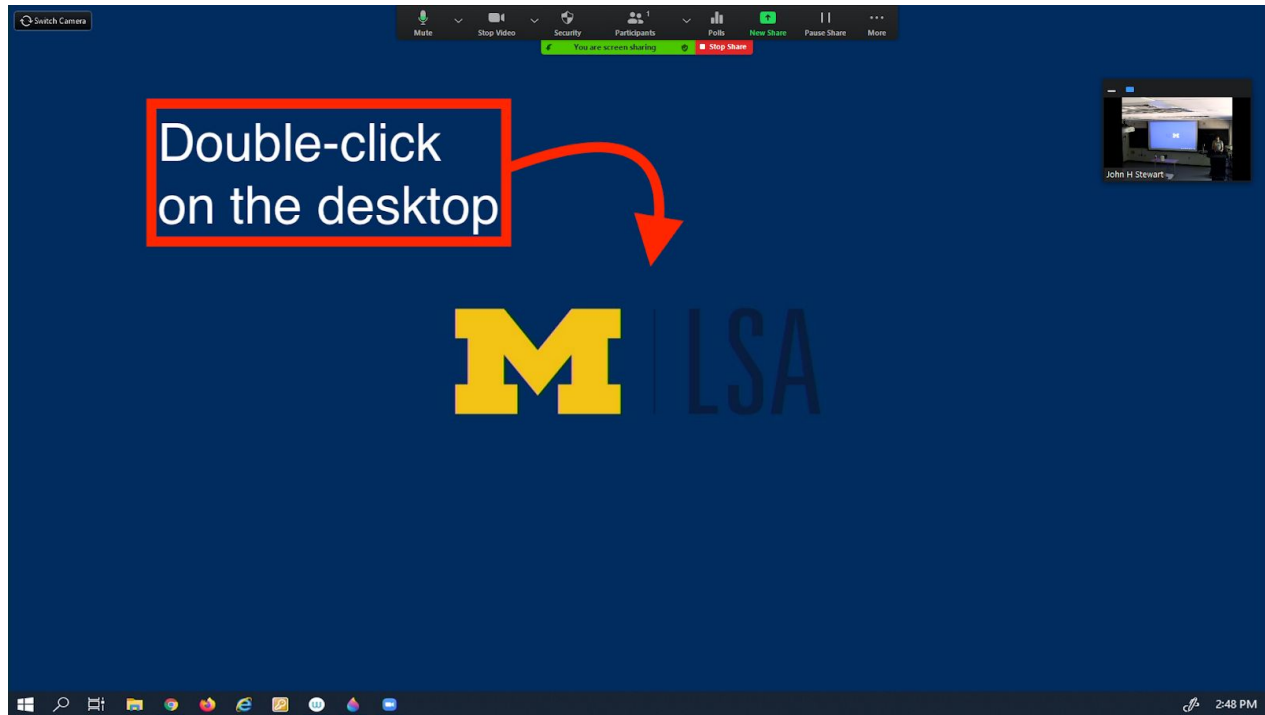 Switch Camera
Mute
Stop Video
Security
Participants
1
Polls
New Share
Pause Share
More
You are screen sharing
Stop Share
Double-click
on the desktop
John H Stewart
M LSA
2:48 PM